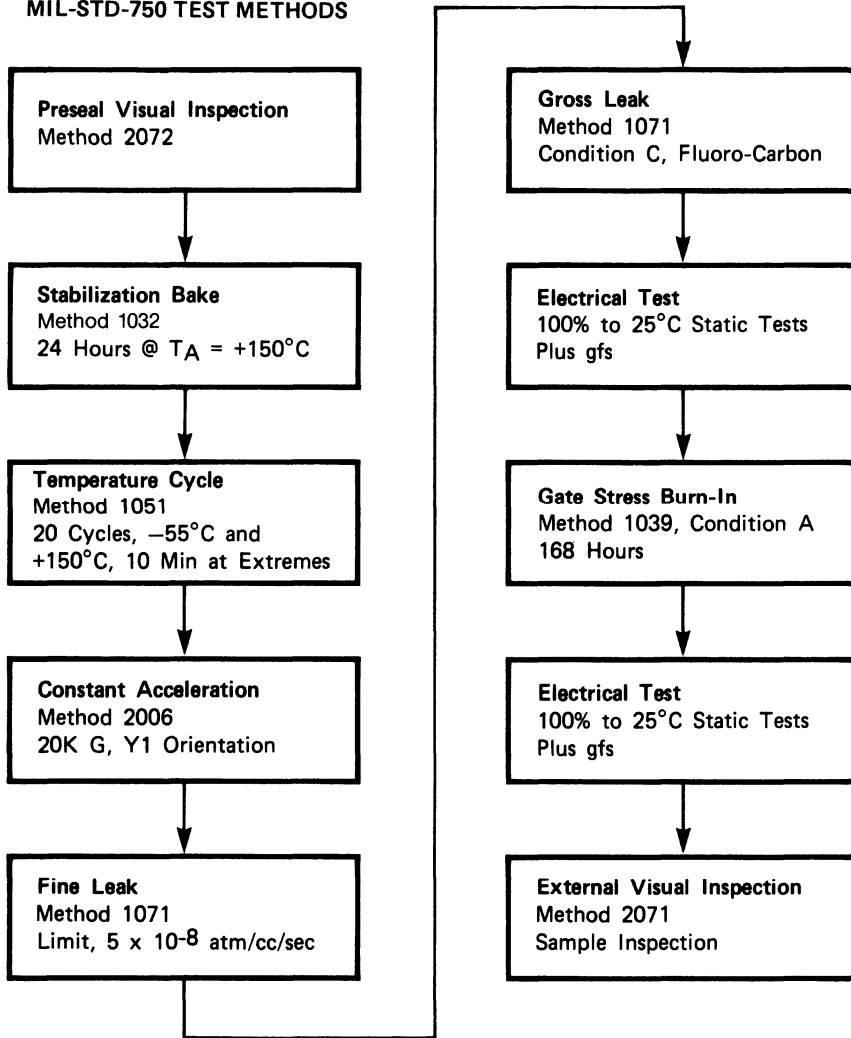 MIL-STD-750 TEST METHODS
Preseal Visual Inspection
Method 2072
Stabilization Bake
Method 1032
24 Hours @ TA = +150°C
Temperature Cycle
Method 1051
20 Cycles, −55°C and
+150°C, 10 Min at Extremes
Constant Acceleration
Method 2006
20K G, Y1 Orientation
Fine Leak
Method 1071
Limit, 5 x 10-8 atm/cc/sec
Gross Leak
Method 1071
Condition C, Fluoro-Carbon
Electrical Test
100% to 25°C Static Tests
Plus gfs
Gate Stress Burn-In
Method 1039, Condition A
168 Hours
Electrical Test
100% to 25°C Static Tests
Plus gfs
External Visual Inspection
Method 2071
Sample Inspection